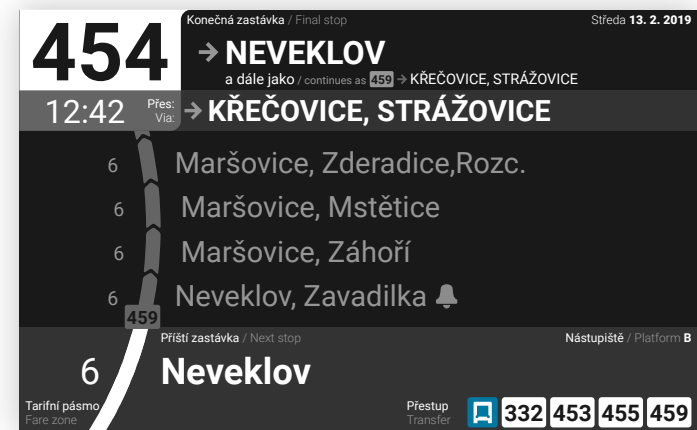 454
Konečná zastávka / Final stop
Středa 13. 2. 2019
NEVEKLOV
a dále jako / continues as 459 → KŘEČOVICE, STRÁŽOVICE
12:42
Přes:
Via:
→ KŘEČOVICE, STRÁŽOVICE
6 Maršovice, Zderadice,Rozc.
6 Maršovice, Mstětice
6 Maršovice, Záhoří
6 Neveklov, Zavadilka
459
Příští zastávka / Next stop
Nástupiště / Platform B
6 Neveklov
Tarifní pásmo
Fare zone
Přestup
Transfer
332 453 455 459